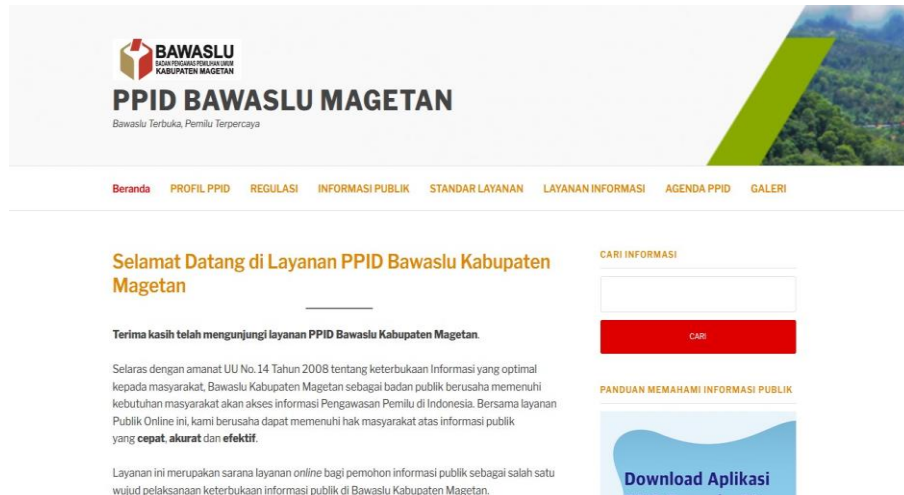 BAWASLU
BADAN PENGAWAS PEMILIHAN UMUM
KABUPATEN MAGETAN
PPID BAWASLU MAGETAN
Bawaslu Terbuka, Pemilu Terpercaya
Beranda PROFIL PPID REGULASI INFORMASI PUBLIK STANDAR LAYANAN LAYANAN INFORMASI AGENDA PPID GALERI
Selamat Datang di Layanan PPID Bawaslu Kabupaten
Magetan
Terima kasih telah mengunjungi layanan PPID Bawaslu Kabupaten Magetan.
Selaras dengan amanat UU No. 14 Tahun 2008 tentang keterbukaan Informasi yang optimal
kepada masyarakat, Bawaslu Kabupaten Magetan sebagai badan publik berusaha memenuhi
kebutuhan masyarakat akan akses informasi Pengawasan Pemilu di Indonesia. Bersama layanan
Publik Online ini, kami berusaha dapat memenuhi hak masyarakat atas informasi publik
yang cepat, akurat dan efektif.
Layanan ini merupakan sarana layanan online bagi pemohon informasi publik sebagai salah satu
wujud pelaksanaan keterbukaan informasi publik di Bawaslu Kabupaten Magetan.
CARI INFORMASI
CARI
PANDUAN MEMAHAMI INFORMASI PUBLIK
Download Aplikasi